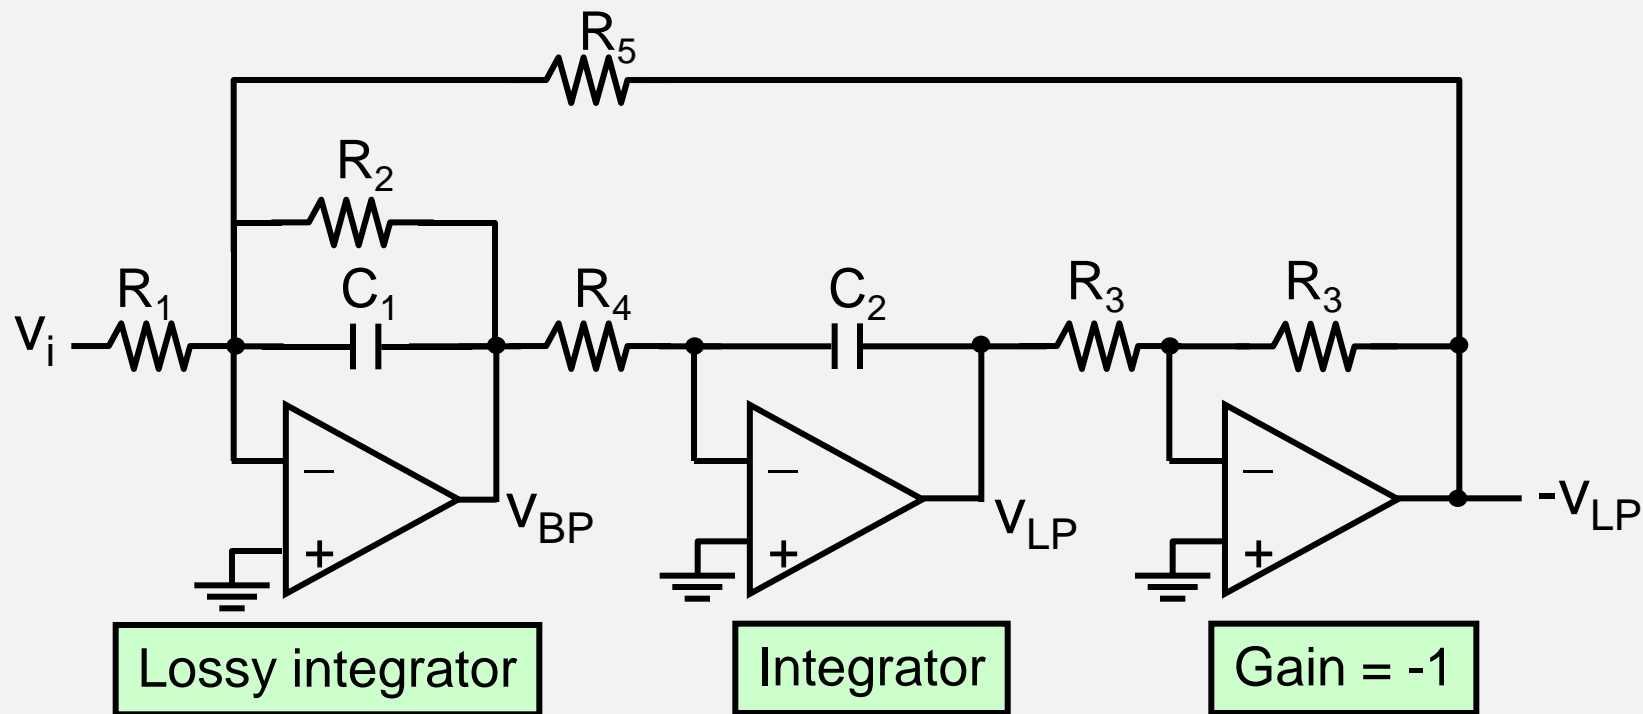 R5
R2
R1
C1
R4
C2
R3
R3
vi
−
+
vBP
−
+
vLP
−
+
-vLP
Lossy integrator
Integrator
Gain = -1